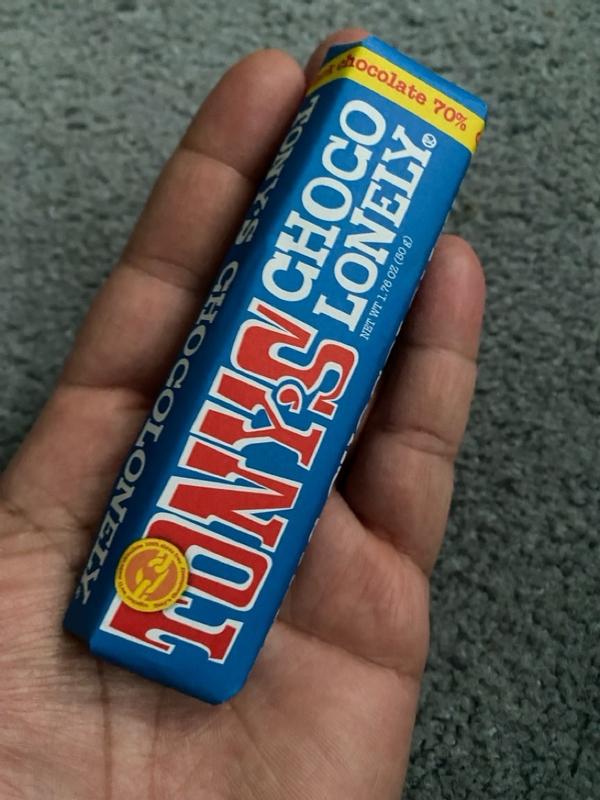 chocolate 70%
CHOCO
LONELY®
NET WT 1.76 OZ (50 g)
TONY'S
TONY'S CHOCOLONELY